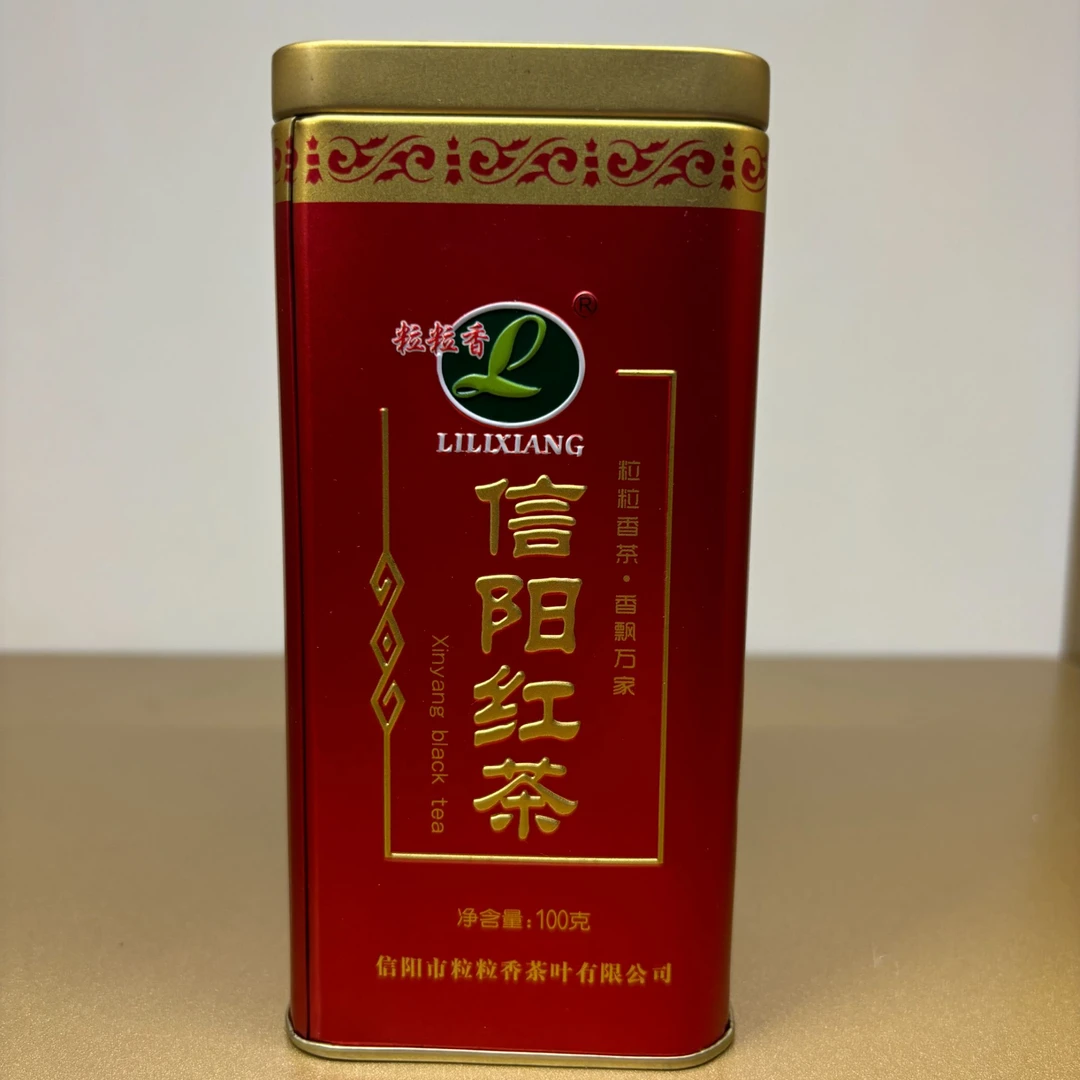 ®
粒粒香
LILIXIANG
信阳红茶
Xinyang black tea
粒粒香茶·香飘万家
净含量:100克
信阳市粒粒香茶叶有限公司